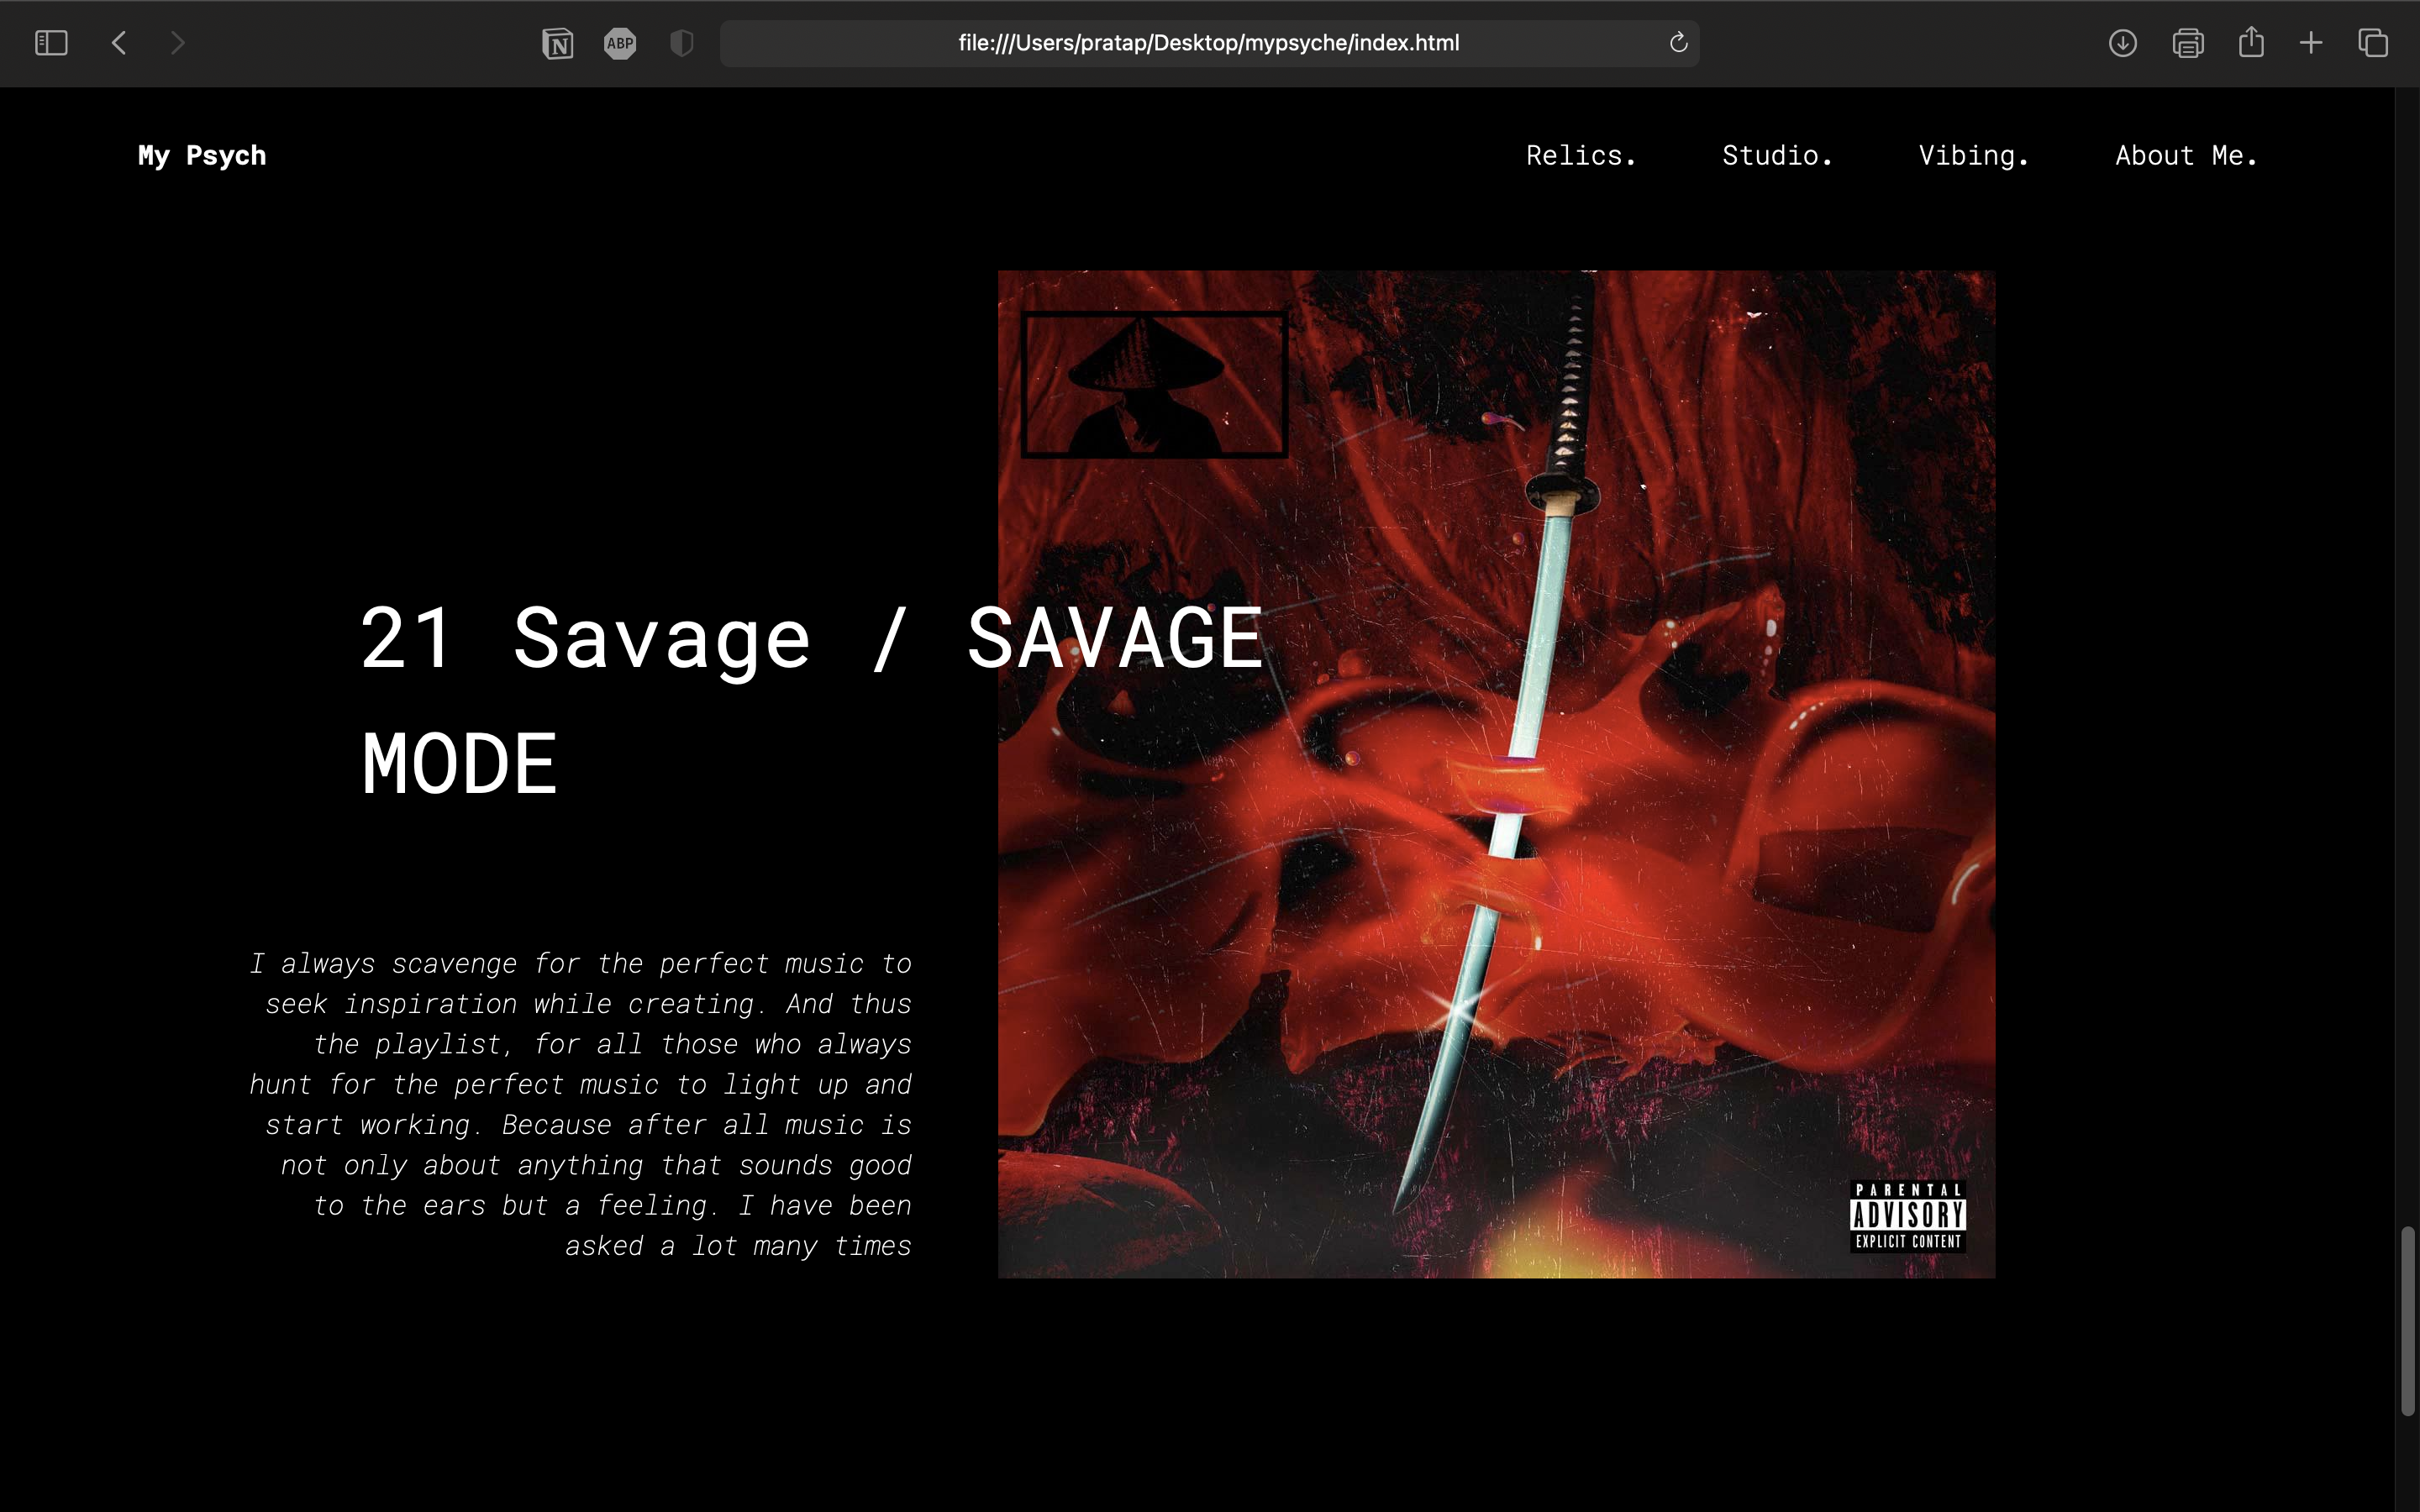 ABP
file:///Users/pratap/Desktop/mypsyche/index.html
My Psych
Relics.
Studio.
Vibing.
About Me.
21 Savage / SAVAGE
MODE
I always scavenge for the perfect music to
seek inspiration while creating. And thus
the playlist, for all those who always
hunt for the perfect music to light up and
start working. Because after all music is
not only about anything that sounds good
to the ears but a feeling. I have been
asked a lot many times
PARENTAL
ADVISORY
EXPLICIT CONTENT